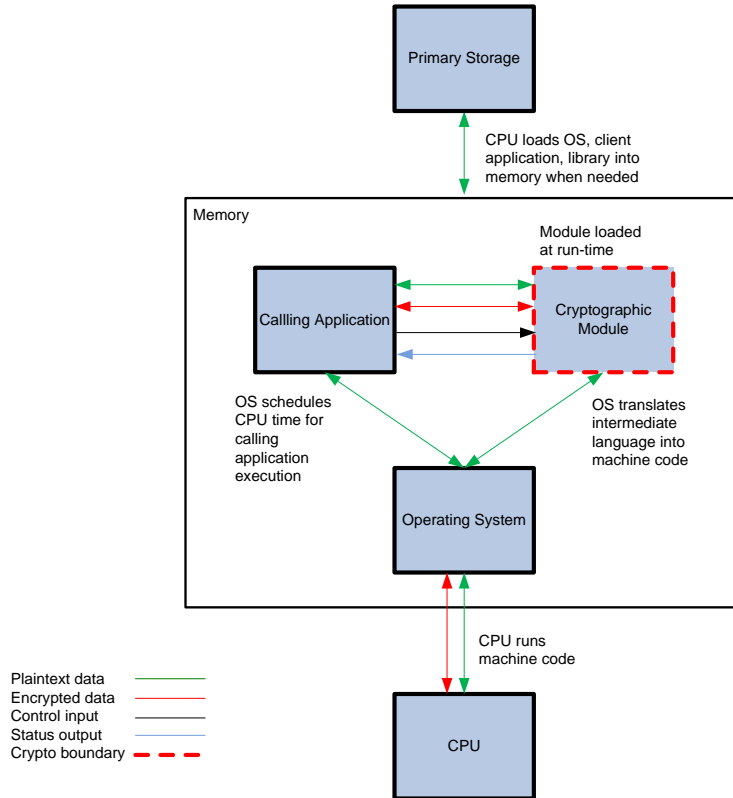 Primary Storage
CPU loads OS, client
application, library into
memory when needed
Memory
Module loaded
at run-time
Callling Application
Cryptographic
Module
OS schedules
CPU time for
calling
application
execution
OS translates
intermediate
language into
machine code
Operating System
CPU runs
machine code
Plaintext data
Encrypted data
Control input
Status output
Crypto boundary
CPU